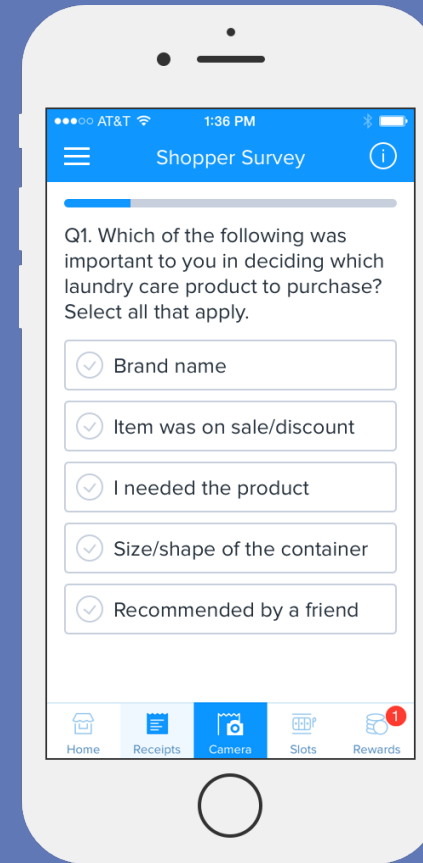 AT&T 1:36 PM
Shopper Survey
Q1. Which of the following was
important to you in deciding which
laundry care product to purchase?
Select all that apply.
Brand name
Item was on sale/discount
I needed the product
Size/shape of the container
Recommended by a friend
1
Home Receipts Camera Slots Rewards